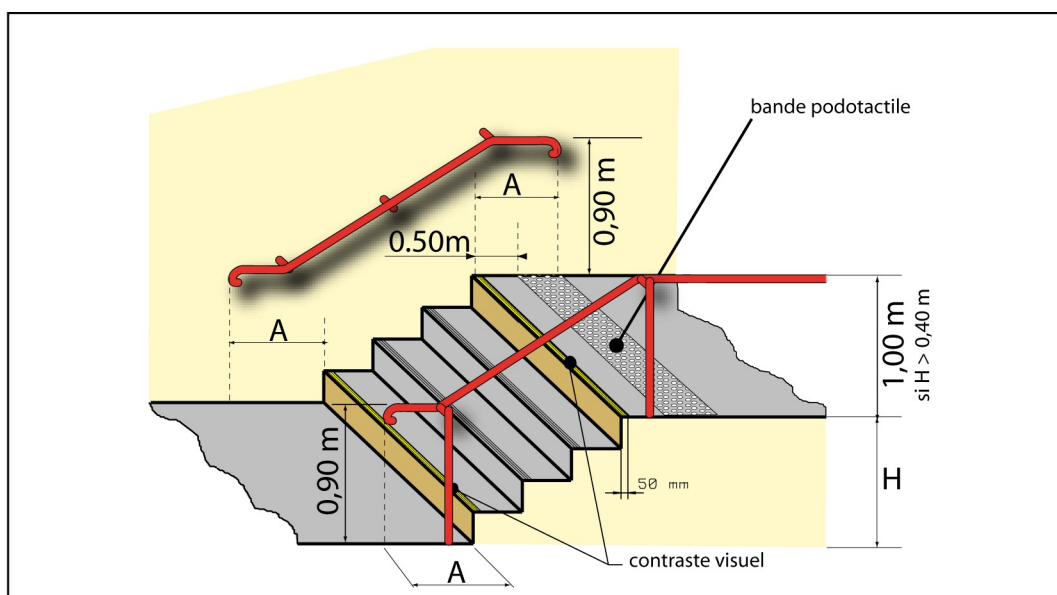 bande podotactile
A
0,90 m
0.50m
A
1,00 m
si H > 0,40 m
0,90 m
50 mm
H
contraste visuel
A